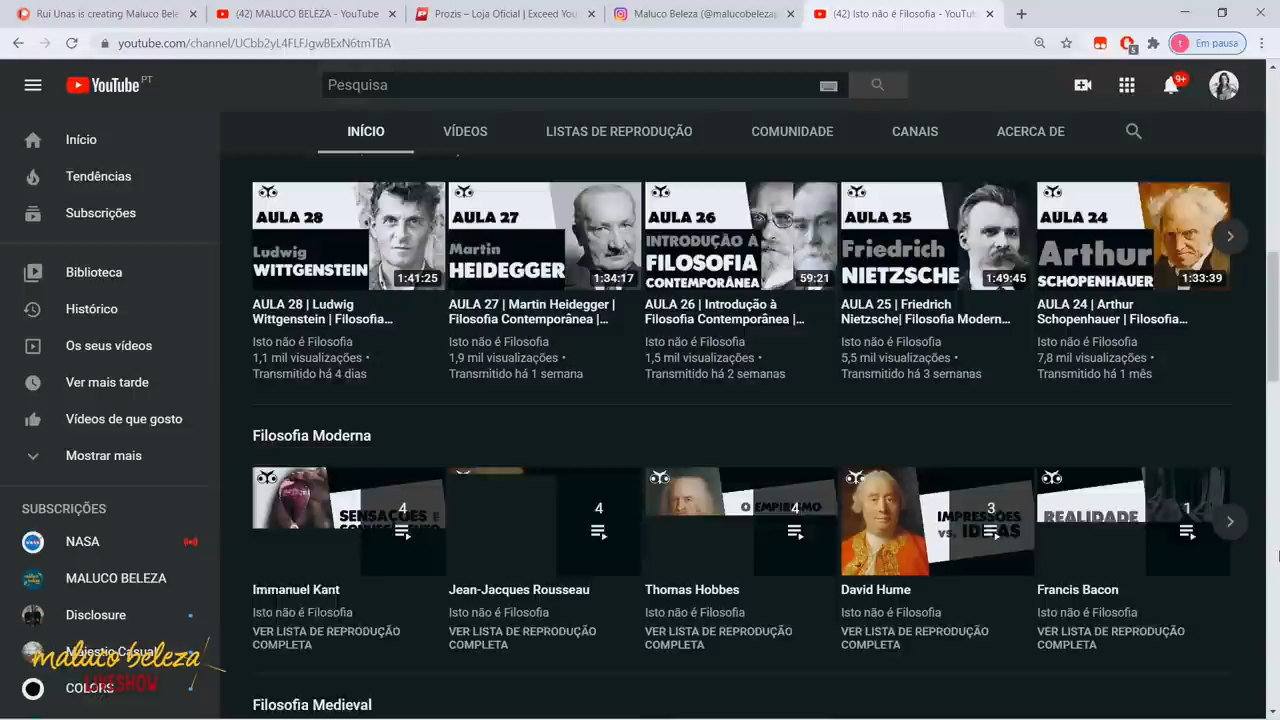 Rui Unas is creating Maluco Bele
(42) MALUCO BELEZA - YouTube
Prozis – Loja Oficial | Exceed You
Maluco Beleza (@malucobelezap
(42) Isto não é Filosofia - YouTu
youtube.com/channel/UCbb2yL4FLFJgwBExN6tmTBA
5
t
Em pausa
YouTube PT
Pesquisa
9+
INÍCIO
VÍDEOS
LISTAS DE REPRODUÇÃO
COMUNIDADE
CANAIS
ACERCA DE
Início
Tendências
Subscrições
Biblioteca
Histórico
Os seus vídeos
Ver mais tarde
Vídeos de que gosto
Mostrar mais
SUBSCRIÇÕES
NASA
MALUCO BELEZA
Disclosure
Majestic Casual
COLORS
maluco beleza
LIVESHOW
AULA 28
Ludwig
WITTGENSTEIN
1:41:25
AULA 28 | Ludwig
Wittgenstein | Filosofia...
Isto não é Filosofia
1,1 mil visualizações •
Transmitido há 4 dias
AULA 27
Martin
HEIDEGGER
1:34:17
AULA 27 | Martin Heidegger |
Filosofia Contemporânea |...
Isto não é Filosofia
1,9 mil visualizações •
Transmitido há 1 semana
AULA 26
INTRODUÇÃO À
FILOSOFIA
CONTEMPORÂNEA
59:21
AULA 26 | Introdução à
Filosofia Contemporânea |...
Isto não é Filosofia
1,5 mil visualizações •
Transmitido há 2 semanas
AULA 25
Friedrich
NIETZSCHE
1:49:45
AULA 25 | Friedrich
Nietzsche| Filosofia Modern...
Isto não é Filosofia
5,5 mil visualizações •
Transmitido há 3 semanas
AULA 24
Arthur
SCHOPENHAUER
1:33:39
AULA 24 | Arthur
Schopenhauer | Filosofia...
Isto não é Filosofia
7,8 mil visualizações •
Transmitido há 1 mês
Filosofia Moderna
SENSAÇÕES E
4
Immanuel Kant
Isto não é Filosofia
VER LISTA DE REPRODUÇÃO
COMPLETA
4
Jean-Jacques Rousseau
Isto não é Filosofia
VER LISTA DE REPRODUÇÃO
COMPLETA
O EMPIRISMO
4
Thomas Hobbes
Isto não é Filosofia
VER LISTA DE REPRODUÇÃO
COMPLETA
IMPRESSÕES
vs. IDEIAS
3
David Hume
Isto não é Filosofia
VER LISTA DE REPRODUÇÃO
COMPLETA
REALIDADE
1
Francis Bacon
Isto não é Filosofia
VER LISTA DE REPRODUÇÃO
COMPLETA
Filosofia Medieval